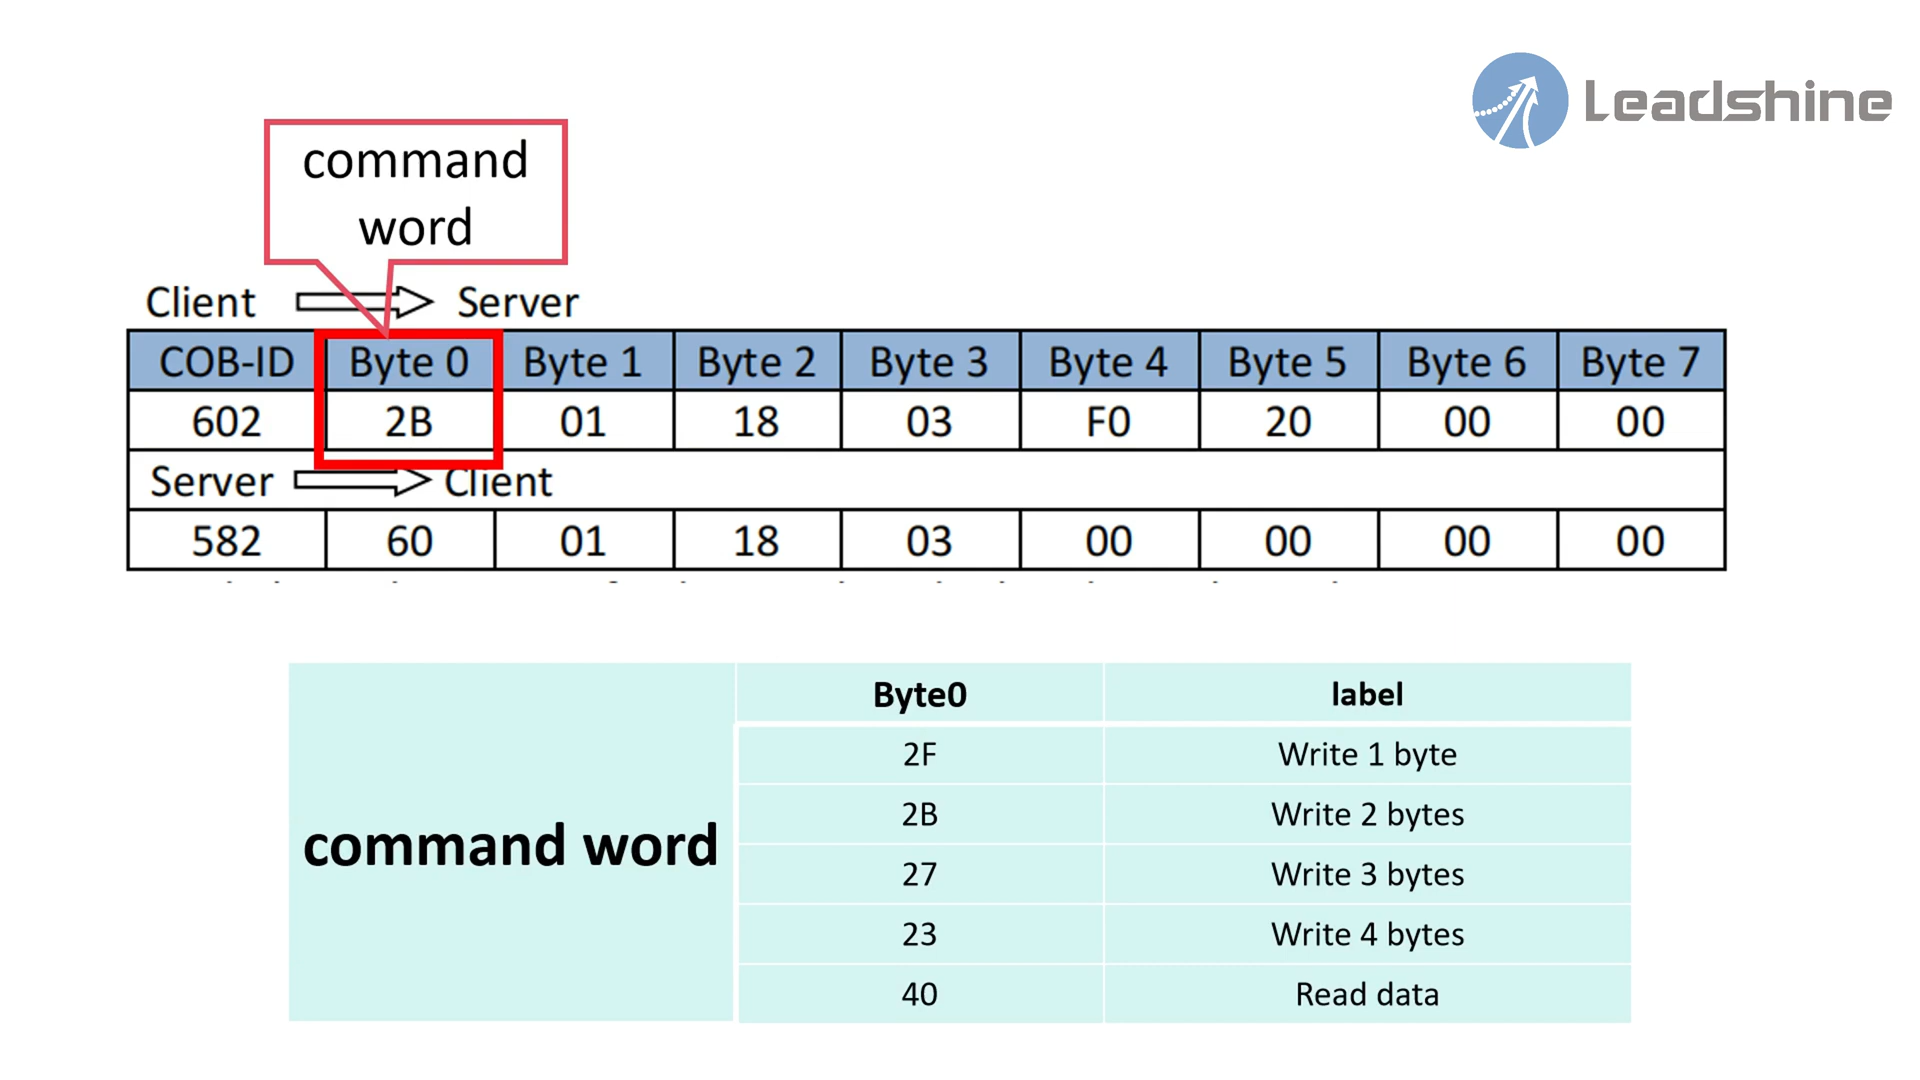 Leadshine
command
word
Client Server
COB-ID Byte 0 Byte 1 Byte 2 Byte 3 Byte 4 Byte 5 Byte 6 Byte 7
602 2B 01 18 03 F0 20 00 00
Server Client
582 60 01 18 03 00 00 00 00
command word
Byte0 label
2F Write 1 byte
2B Write 2 bytes
27 Write 3 bytes
23 Write 4 bytes
40 Read data